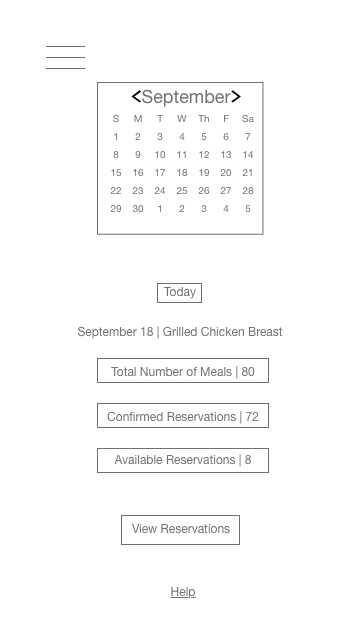 <September>
S M T W Th F Sa
1 2 3 4 5 6 7
8 9 10 11 12 13 14
15 16 17 18 19 20 21
22 23 24 25 26 27 28
29 30 1 2 3 4 5
Today
September 18 | Grilled Chicken Breast
Total Number of Meals | 80
Confirmed Reservations | 72
Available Reservations | 8
View Reservations
Help